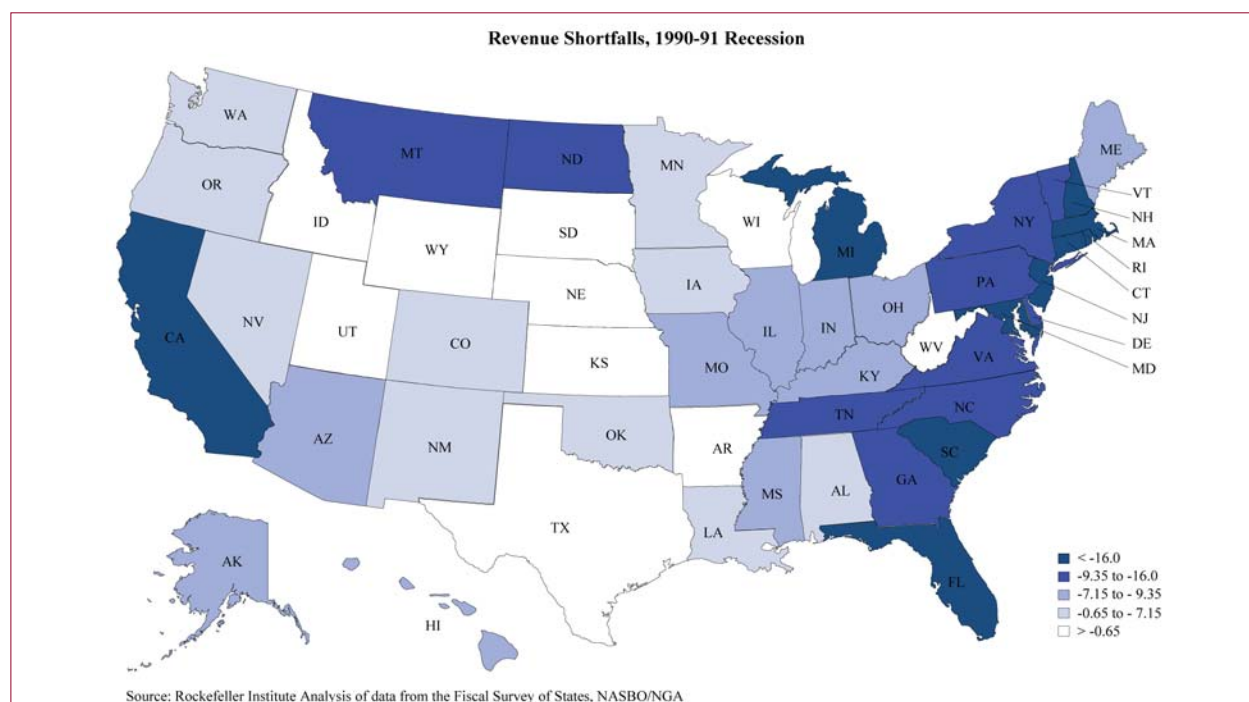 Revenue Shortfalls, 1990-91 Recession
WA
MT
ND
MN
ME
OR
VT
ID
WI
NY
NH
WY
SD
MI
MA
RI
IA
PA
CT
NE
NV
OH
NJ
UT
IL
IN
CA
CO
DE
VA
WV
MD
KS
MO
KY
TN
NC
AZ
OK
NM
AR
SC
MS
AL
GA
TX
LA
AK
FL
HI
< -16.0
-9.35 to -16.0
-7.15 to - 9.35
-0.65 to - 7.15
> -0.65
Source: Rockefeller Institute Analysis of data from the Fiscal Survey of States, NASBO/NGA